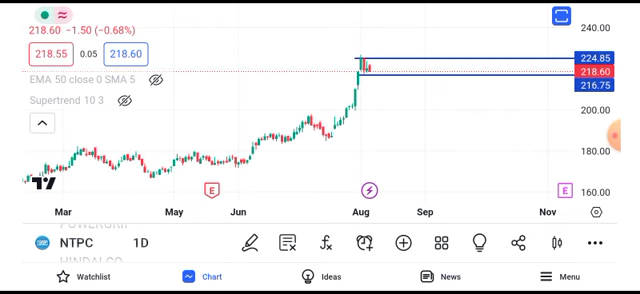 218.60 −1.50 (−0.68%)
240.00
218.55 0.05 218.60
224.85
218.60
216.75
EMA 50 close 0 SMA 5
Supertrend 10 3
200.00
180.00
160.00
E
E
Mar May Jun Aug Sep Nov
POWERGRID
NTPC 1D
HINDALCO
Watchlist Chart Ideas News Menu